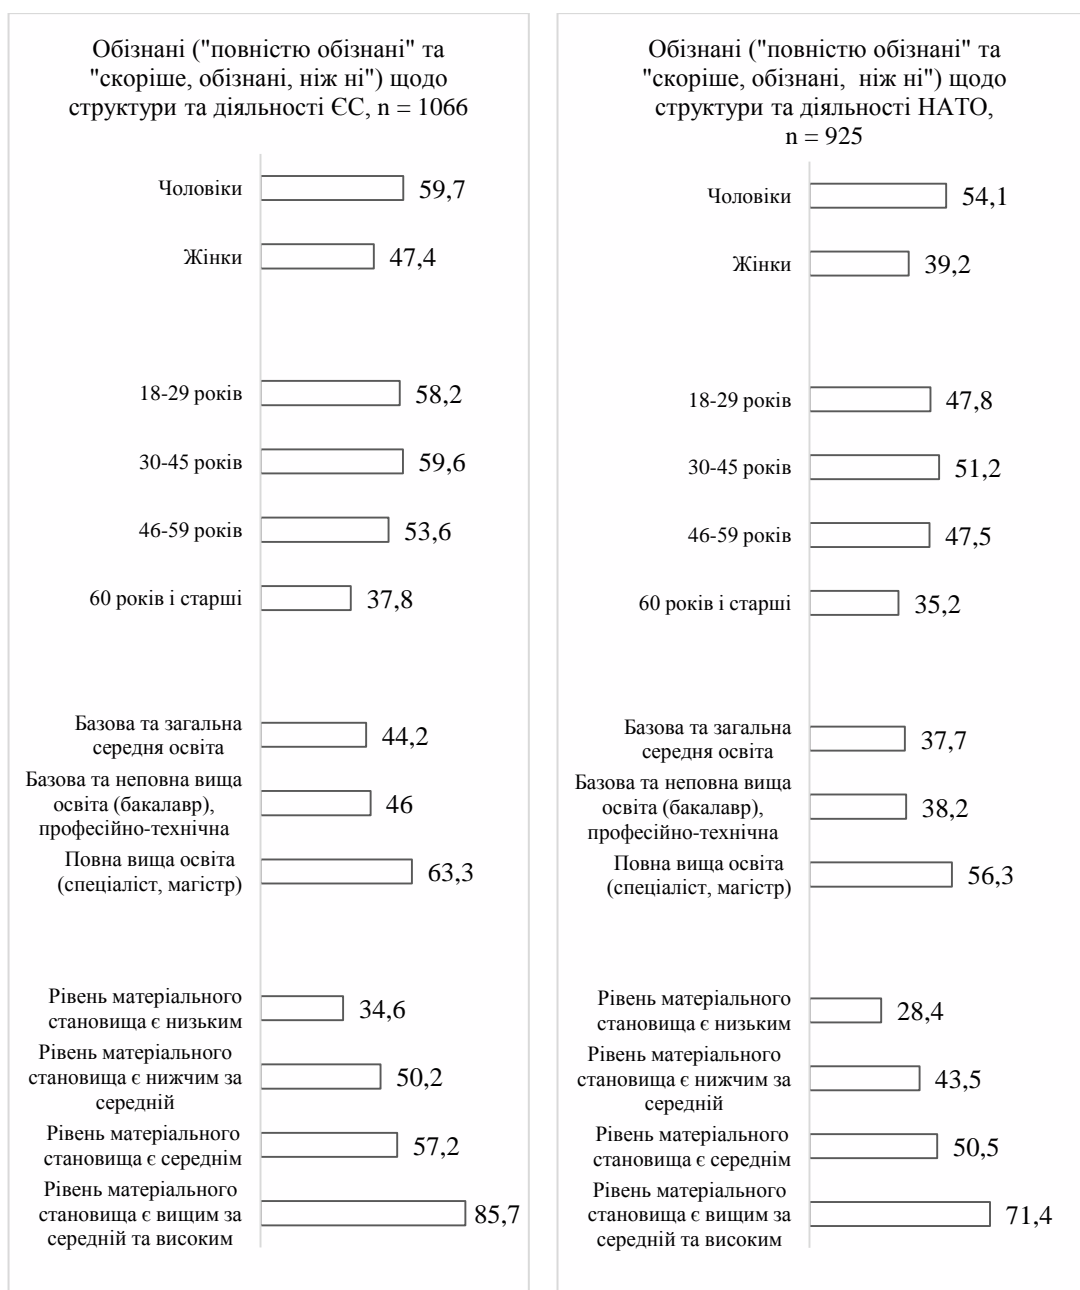 Обізнані ("повністю обізнані" та
"скоріше, обізнані, ніж ні") щодо
структури та діяльності ЄС, n = 1066
Чоловіки 59,7
Жінки 47,4
18-29 років 58,2
30-45 років 59,6
46-59 років 53,6
60 років і старші 37,8
Базова та загальна
середня освіта 44,2
Базова та неповна вища
освіта (бакалавр), 46
професійно-технічна
Повна вища освіта
(спеціаліст, магістр) 63,3
Рівень матеріального
становища є низьким 34,6
Рівень матеріального
становища є нижчим за 50,2
середній
Рівень матеріального
становища є середнім 57,2
Рівень матеріального
становища є вищим за 85,7
середній та високим
Обізнані ("повністю обізнані" та
"скоріше, обізнані, ніж ні") щодо
структури та діяльності НАТО,
n = 925
Чоловіки 54,1
Жінки 39,2
18-29 років 47,8
30-45 років 51,2
46-59 років 47,5
60 років і старші 35,2
Базова та загальна
середня освіта 37,7
Базова та неповна вища
освіта (бакалавр), 38,2
професійно-технічна
Повна вища освіта
(спеціаліст, магістр) 56,3
Рівень матеріального
становища є низьким 28,4
Рівень матеріального
становища є нижчим за 43,5
середній
Рівень матеріального
становища є середнім 50,5
Рівень матеріального
становища є вищим за 71,4
середній та високим